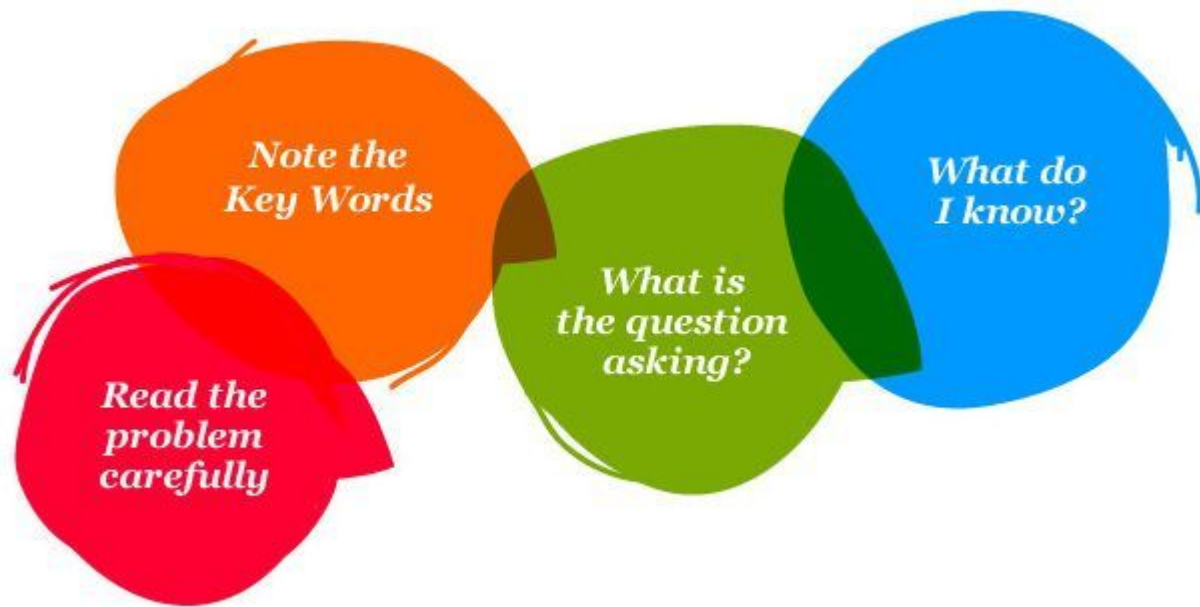 Note the
Key Words
What do
I know?
What is
the question
asking?
Read the
problem
carefully